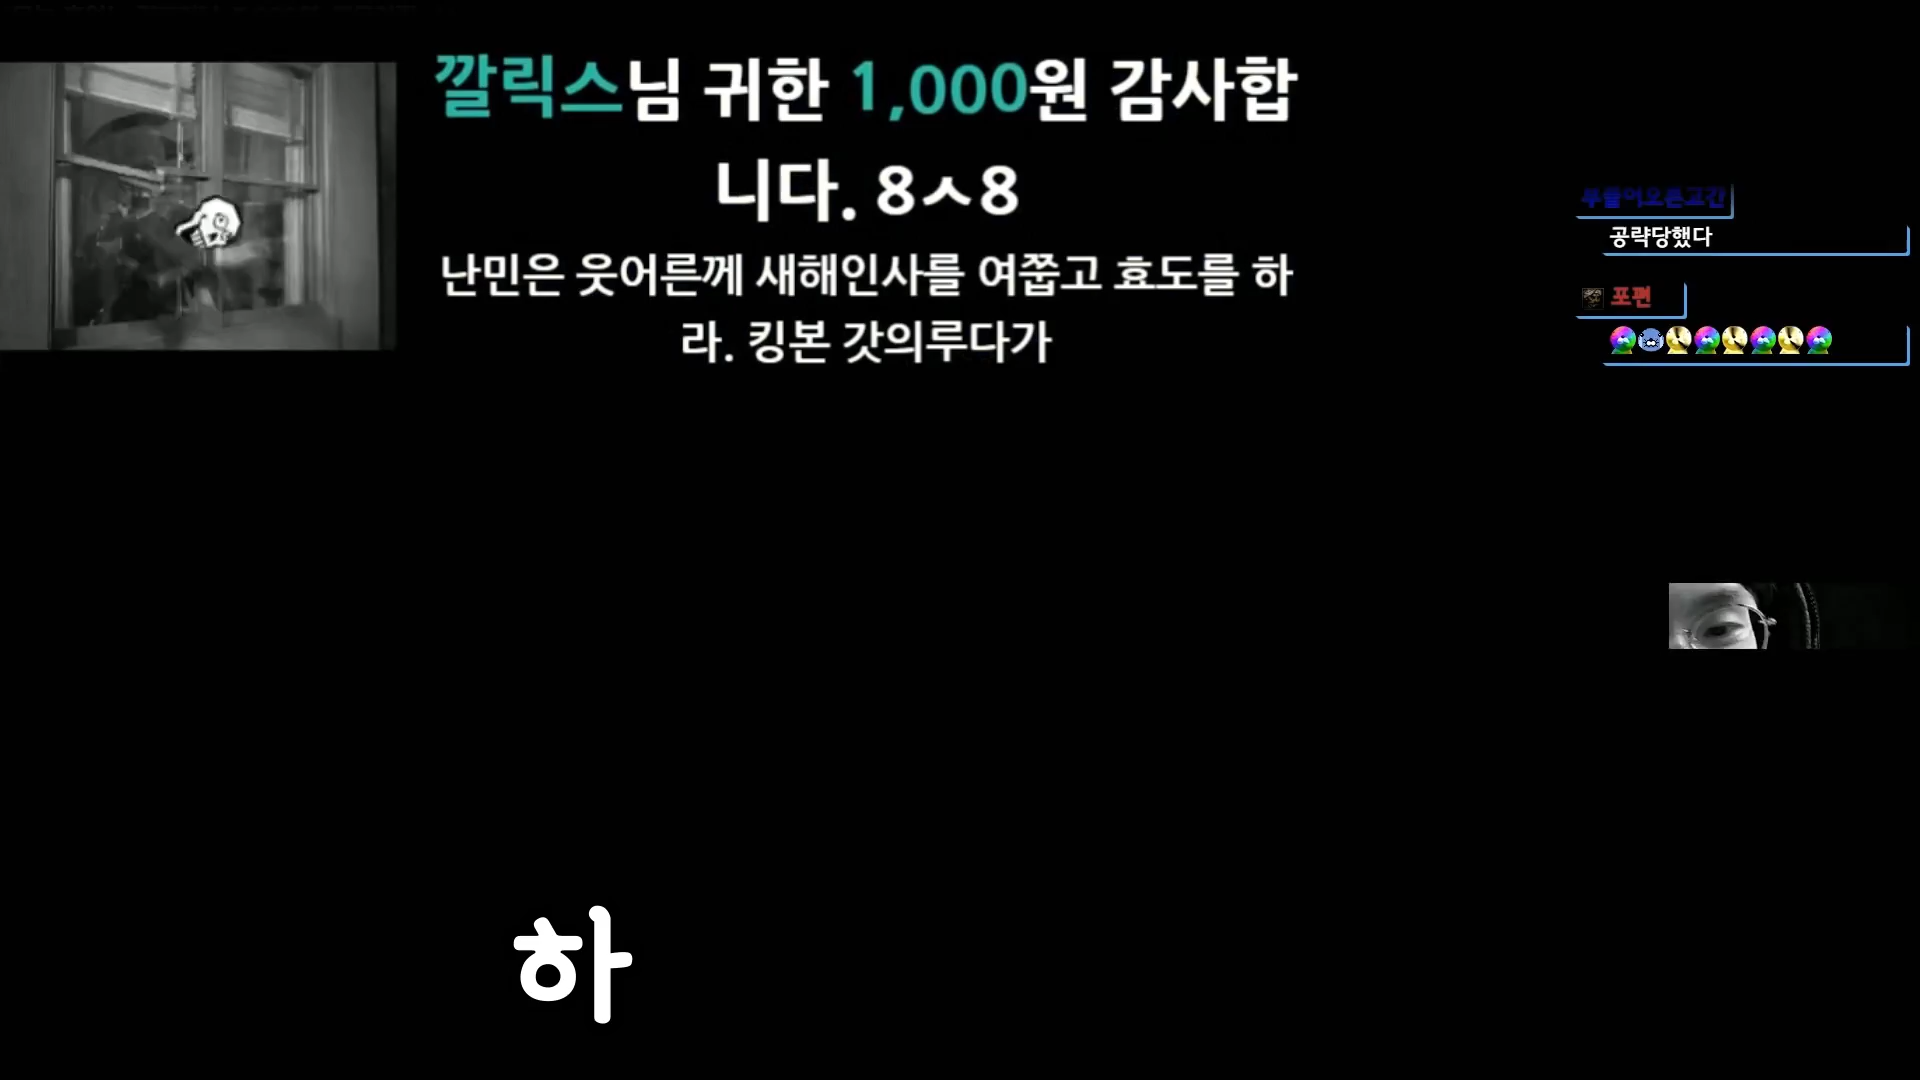 깔릭스님 귀한 1,000원 감사합
니다. 8ㅅ8
난민은 웃어른께 새해인사를 여쭙고 효도를 하
라. 킹본 갓의루다가
공략당했다
포편
하